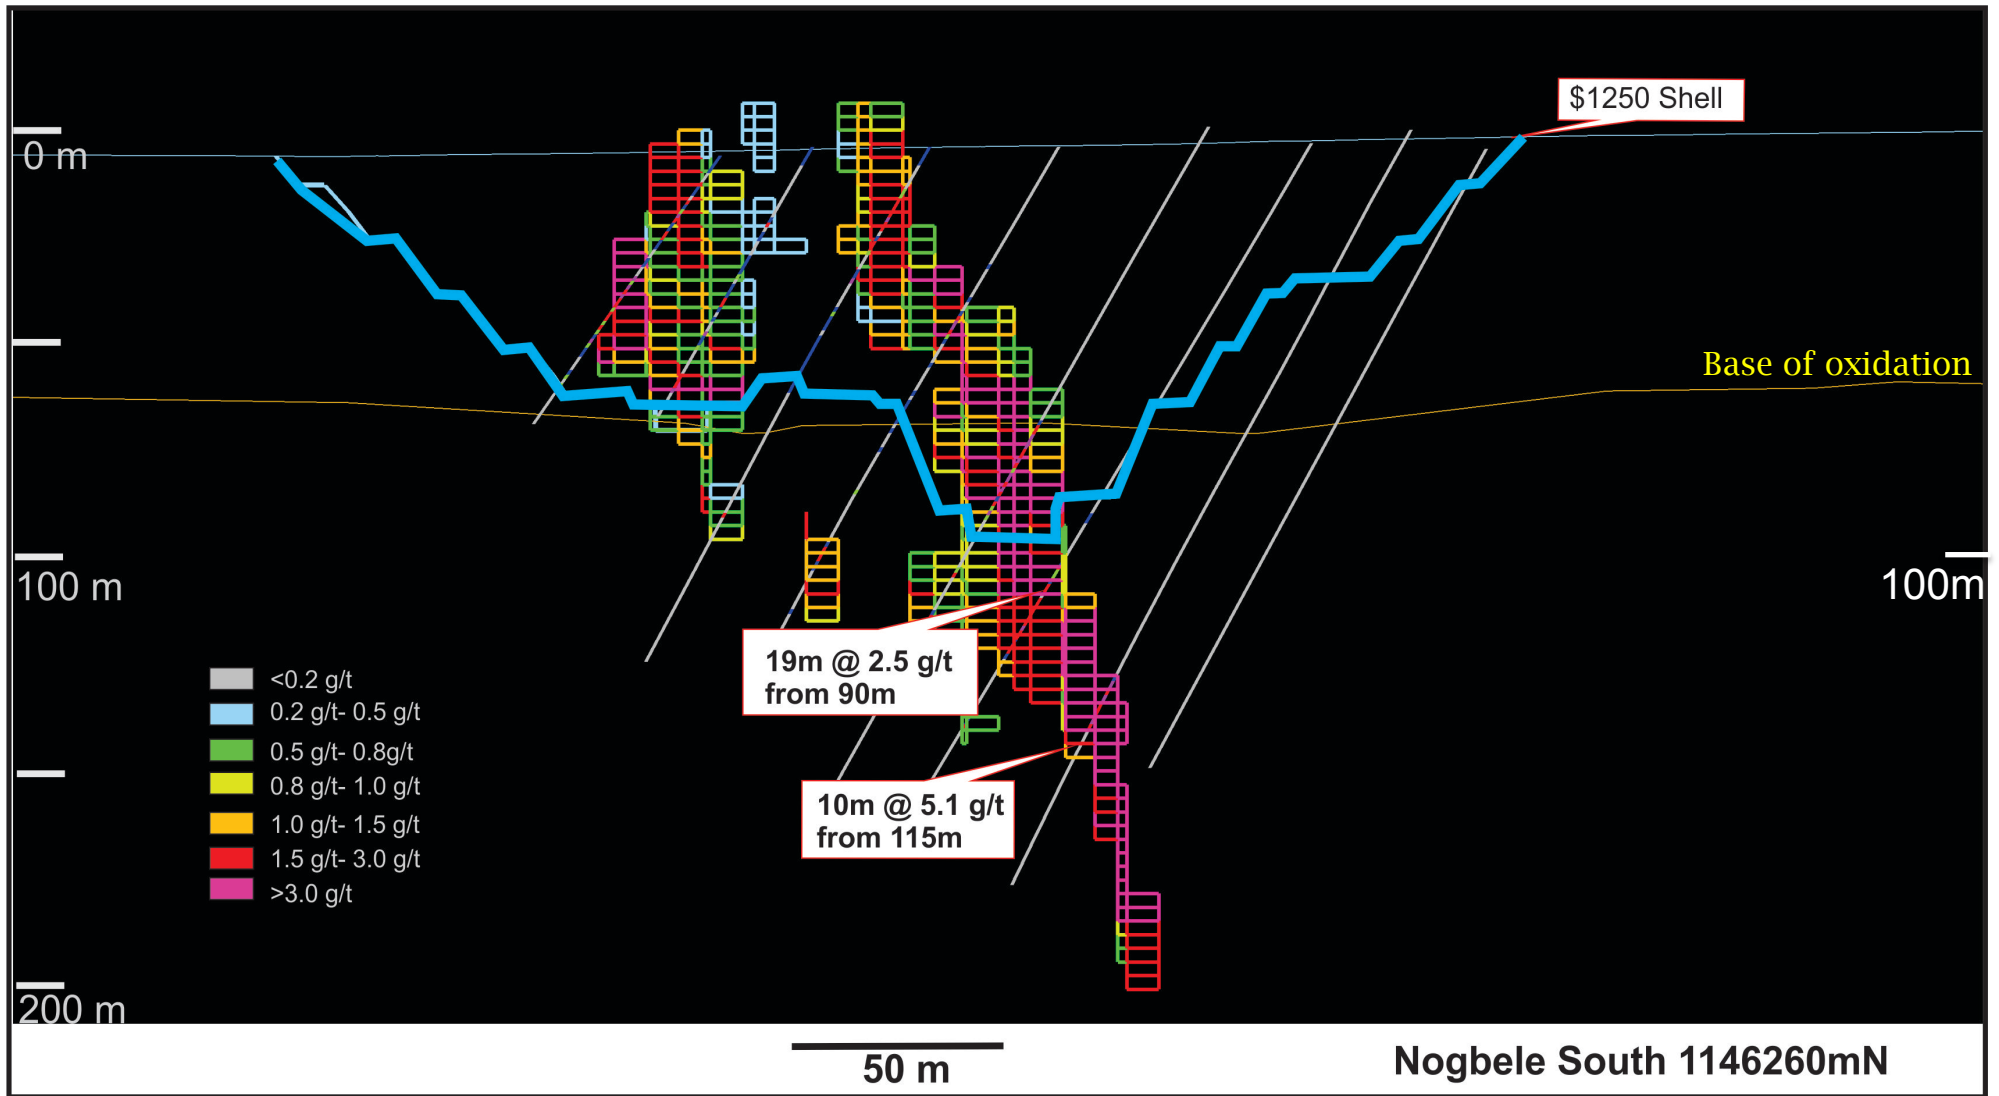 $1250 Shell
0 m
Base of oxidation
100 m
100m
19m @ 2.5 g/t
from 90m
<0.2 g/t
0.2 g/t- 0.5 g/t
0.5 g/t- 0.8g/t
0.8 g/t- 1.0 g/t
1.0 g/t- 1.5 g/t
1.5 g/t- 3.0 g/t
>3.0 g/t
10m @ 5.1 g/t
from 115m
200 m
50 m
Nogbele South 1146260mN